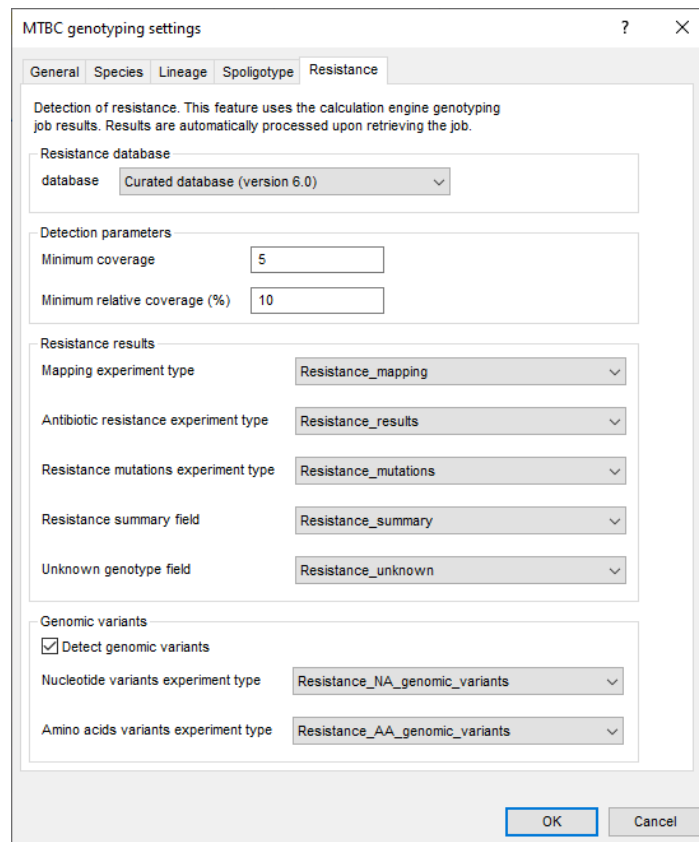 MTBC genotyping settings ?
General Species Lineage Spoligotype Resistance
Detection of resistance. This feature uses the calculation engine genotyping
job results. Results are automatically processed upon retrieving the job.
Resistance database
database Curated database (version 6.0)
Detection parameters
Minimum coverage 5
Minimum relative coverage (%) 10
Resistance results
Mapping experiment type Resistance_mapping
Antibiotic resistance experiment type Resistance_results
Resistance mutations experiment type Resistance_mutations
Resistance summary field Resistance_summary
Unknown genotype field Resistance_unknown
Genomic variants
Detect genomic variants
Nucleotide variants experiment type Resistance_NA_genomic_variants
Amino acids variants experiment type Resistance_AA_genomic_variants
OK Cancel